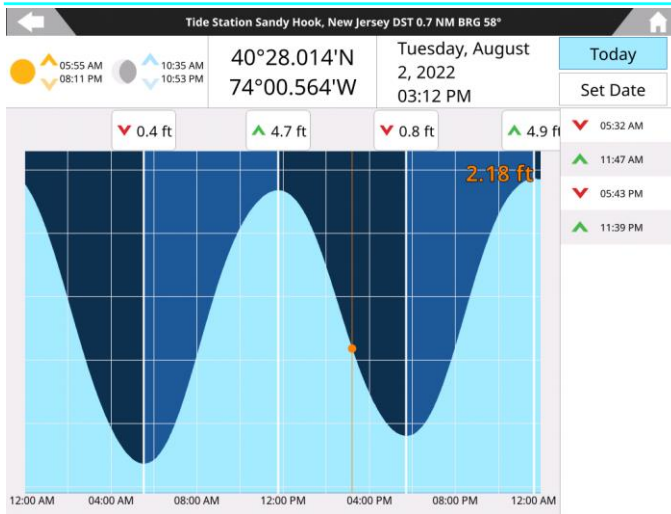 Tide Station Sandy Hook, New Jersey DST 0.7 NM BRG 58°
05:55 AM
08:11 PM
10:35 AM
10:53 PM
40°28.014'N
74°00.564'W
Tuesday, August
2, 2022
03:12 PM
Today
Set Date
0.4 ft
4.7 ft
0.8 ft
4.9 ft
2.18 ft
05:32 AM
11:47 AM
05:43 PM
11:39 PM
12:00 AM
04:00 AM
08:00 AM
12:00 PM
04:00 PM
08:00 PM
12:00 AM